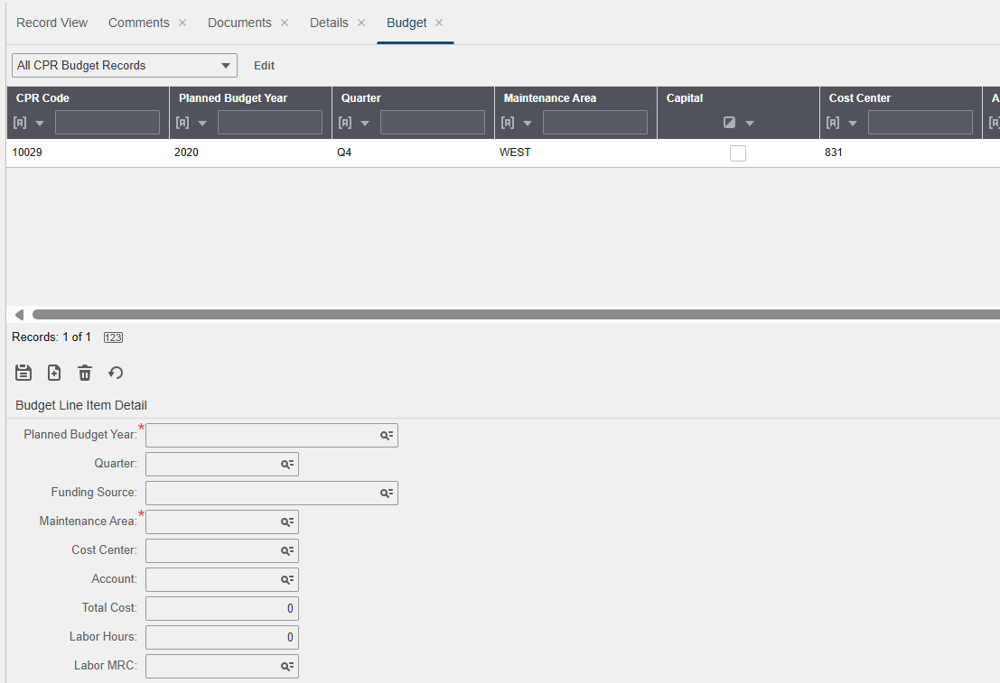 Record View Comments × Documents × Details × Budget ×
All CPR Budget Records Edit
CPR Code Planned Budget Year Quarter Maintenance Area Capital Cost Center A
[A] [A] [A] [A] [A] [A]
10029 2020 Q4 WEST 831
Records: 1 of 1 123
Budget Line Item Detail
Planned Budget Year:*
Quarter:
Funding Source:
Maintenance Area:*
Cost Center:
Account:
Total Cost: 0
Labor Hours: 0
Labor MRC: